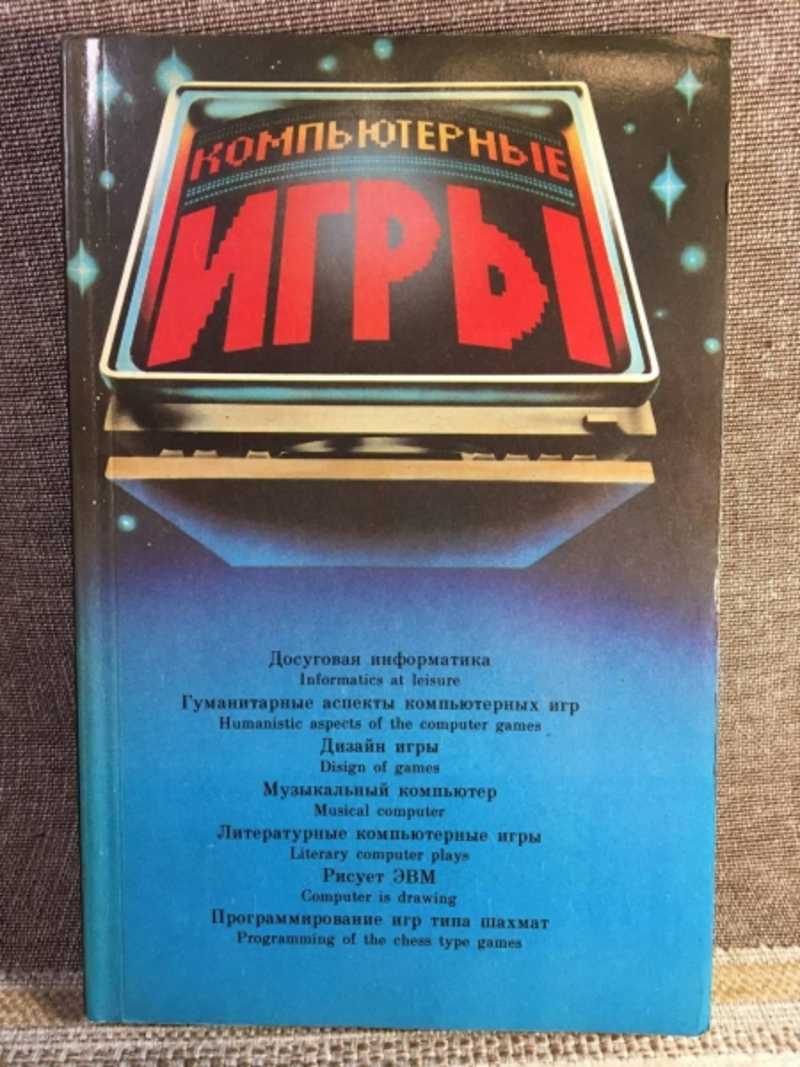 КОМПЬЮТЕРНЫЕ
ИГРЫ
Досуговая информатика
Informatics at leisure
Гуманитарные аспекты компьютерных игр
Humanistic aspects of the computer games
Дизайн игры
Disign of games
Музыкальный компьютер
Musical computer
Литературные компьютерные игры
Literary computer plays
Рисует ЭВМ
Computer is drawing
Программирование игр типа шахмат
Programming of the chess type games